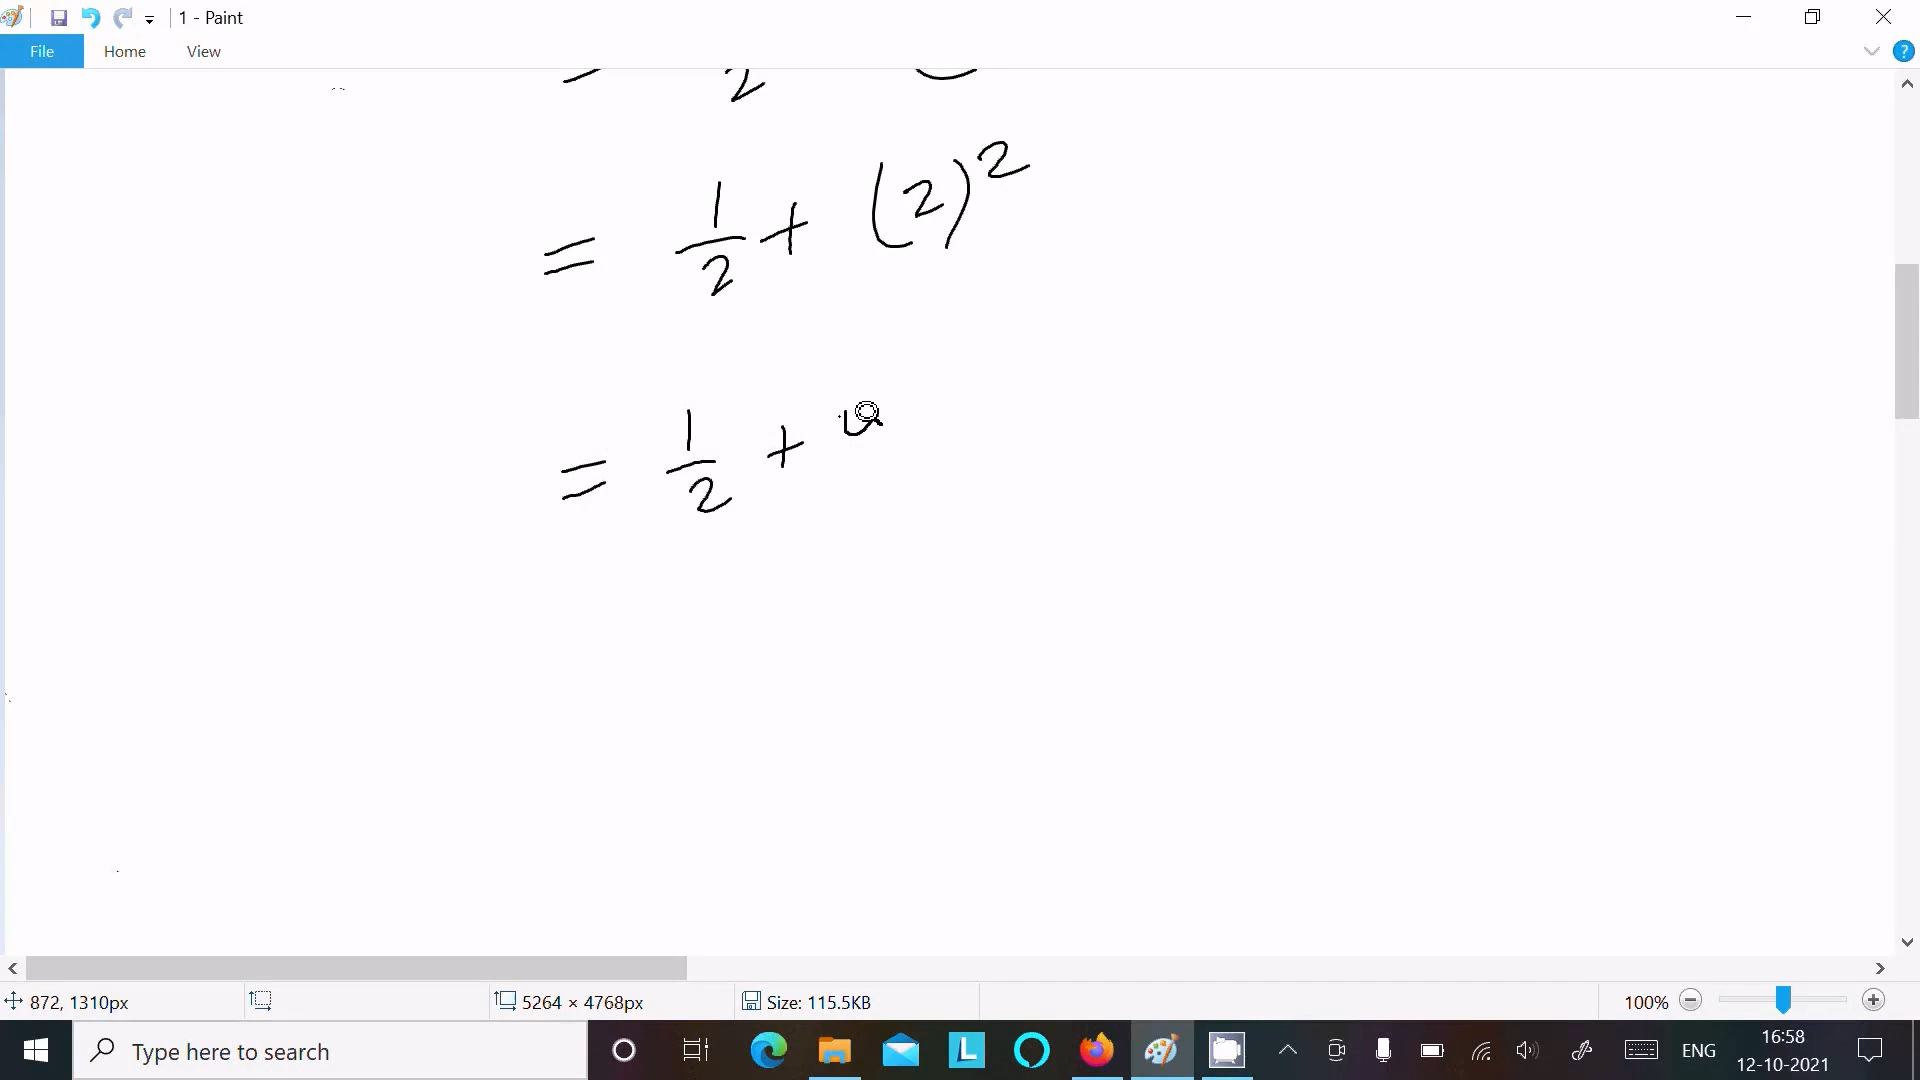 1 - Paint
File Home View
= 1/2 + (2)^2
= 1/2 +
872, 1310px 5264 × 4768px Size: 115.5KB 100%
Type here to search ENG 16:58
12-10-2021